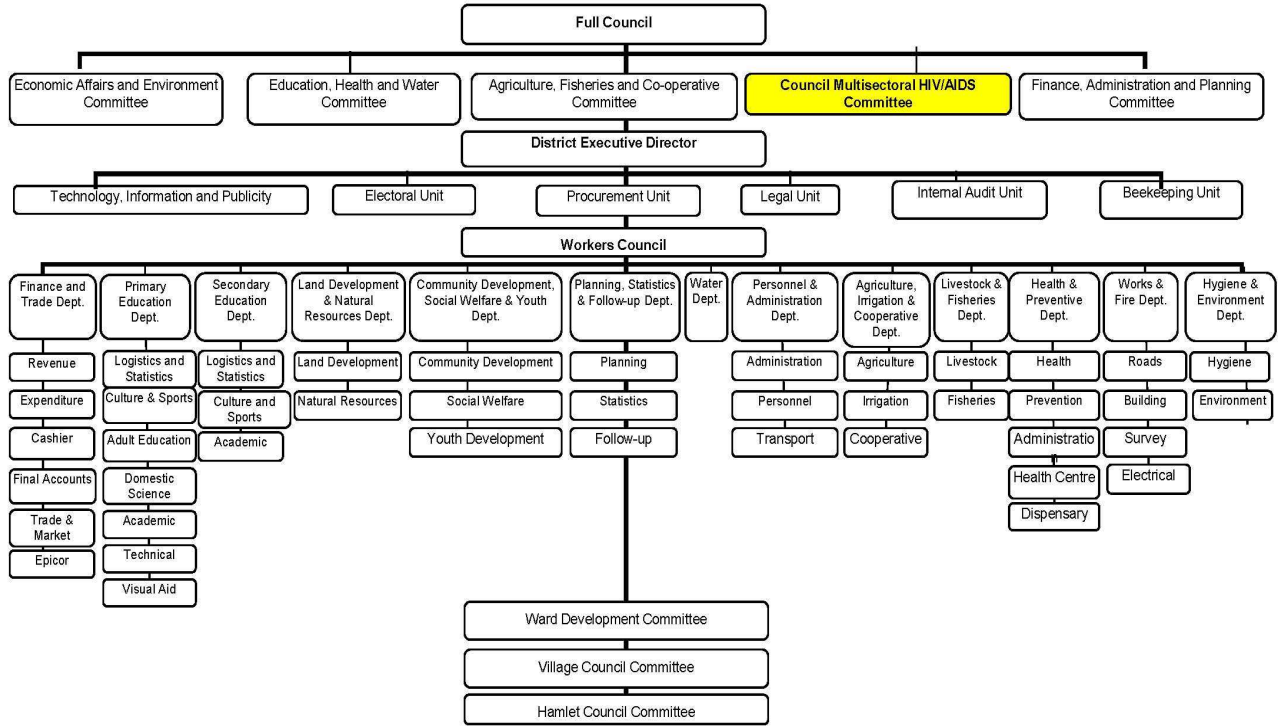 Full Council
Economic Affairs and Environment
Committee
Education, Health and Water
Committee
Agriculture, Fisheries and Co-operative
Committee
Council Multisectoral HIV/AIDS
Committee
Finance, Administration and Planning
Committee
District Executive Director
Technology, Information and Publicity
Electoral Unit
Procurement Unit
Legal Unit
Internal Audit Unit
Beekeeping Unit
Workers Council
Finance and
Trade Dept.
Primary
Education
Dept.
Secondary
Education
Dept.
Land Development
& Natural
Resources Dept.
Community Development,
Social Welfare & Youth
Dept.
Planning, Statistics
& Follow-up Dept.
Water
Dept.
Personnel &
Administration
Dept.
Agriculture,
Irrigation &
Cooperative
Dept.
Livestock &
Fisheries
Dept.
Health &
Preventive
Dept.
Works &
Fire Dept.
Hygiene &
Environment
Dept.
Revenue
Expenditure
Cashier
Final Accounts
Trade &
Market
Epicor
Logistics and
Statistics
Culture & Sports
Adult Education
Domestic
Science
Academic
Technical
Visual Aid
Logistics and
Statistics
Culture and
Sports
Academic
Land Development
Natural Resources
Community Development
Social Welfare
Youth Development
Planning
Statistics
Follow-up
Administration
Personnel
Transport
Agriculture
Irrigation
Cooperative
Livestock
Fisheries
Health
Prevention
Administratio
Health Centre
Dispensary
Roads
Building
Survey
Electrical
Hygiene
Environment
Ward Development Committee
Village Council Committee
Hamlet Council Committee